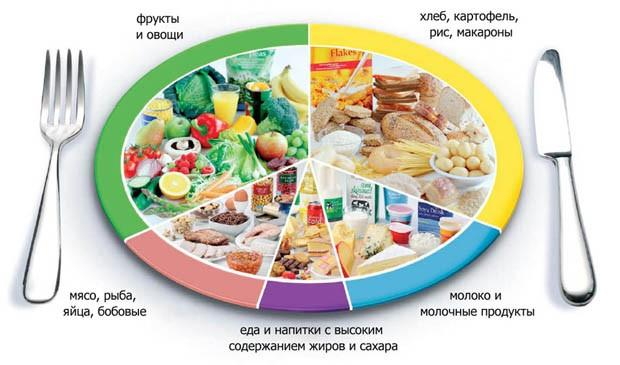 фрукты
и овощи
хлеб, картофель,
рис, макароны
Flakes
мясо, рыба,
яйца, бобовые
молоко и
молочные продукты
еда и напитки с высоким
содержанием жиров и сахара